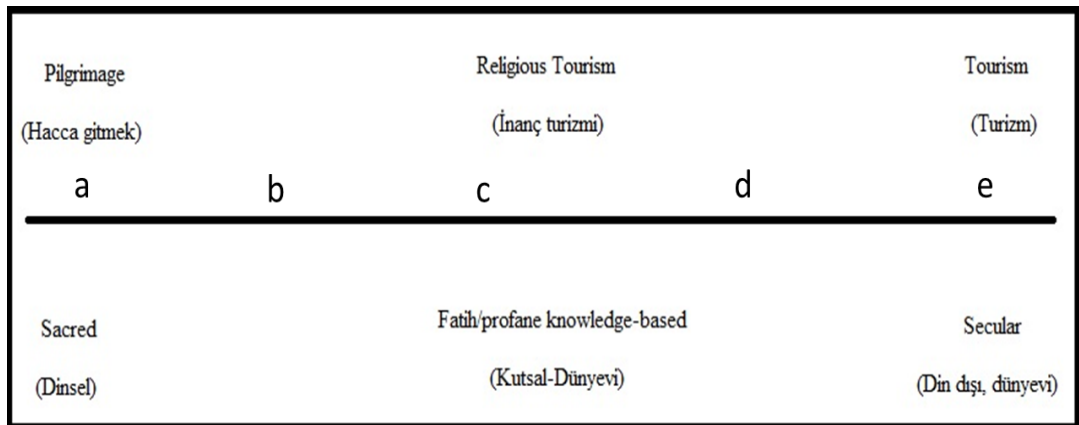 Pilgrimage
(Hacca gitmek)
Religious Tourism
(İnanç turizmi)
Tourism
(Turizm)
a b c d e
Sacred
(Dinsel)
Fatih/profane knowledge-based
(Kutsal-Dünyevi)
Secular
(Din dışı, dünyevi)